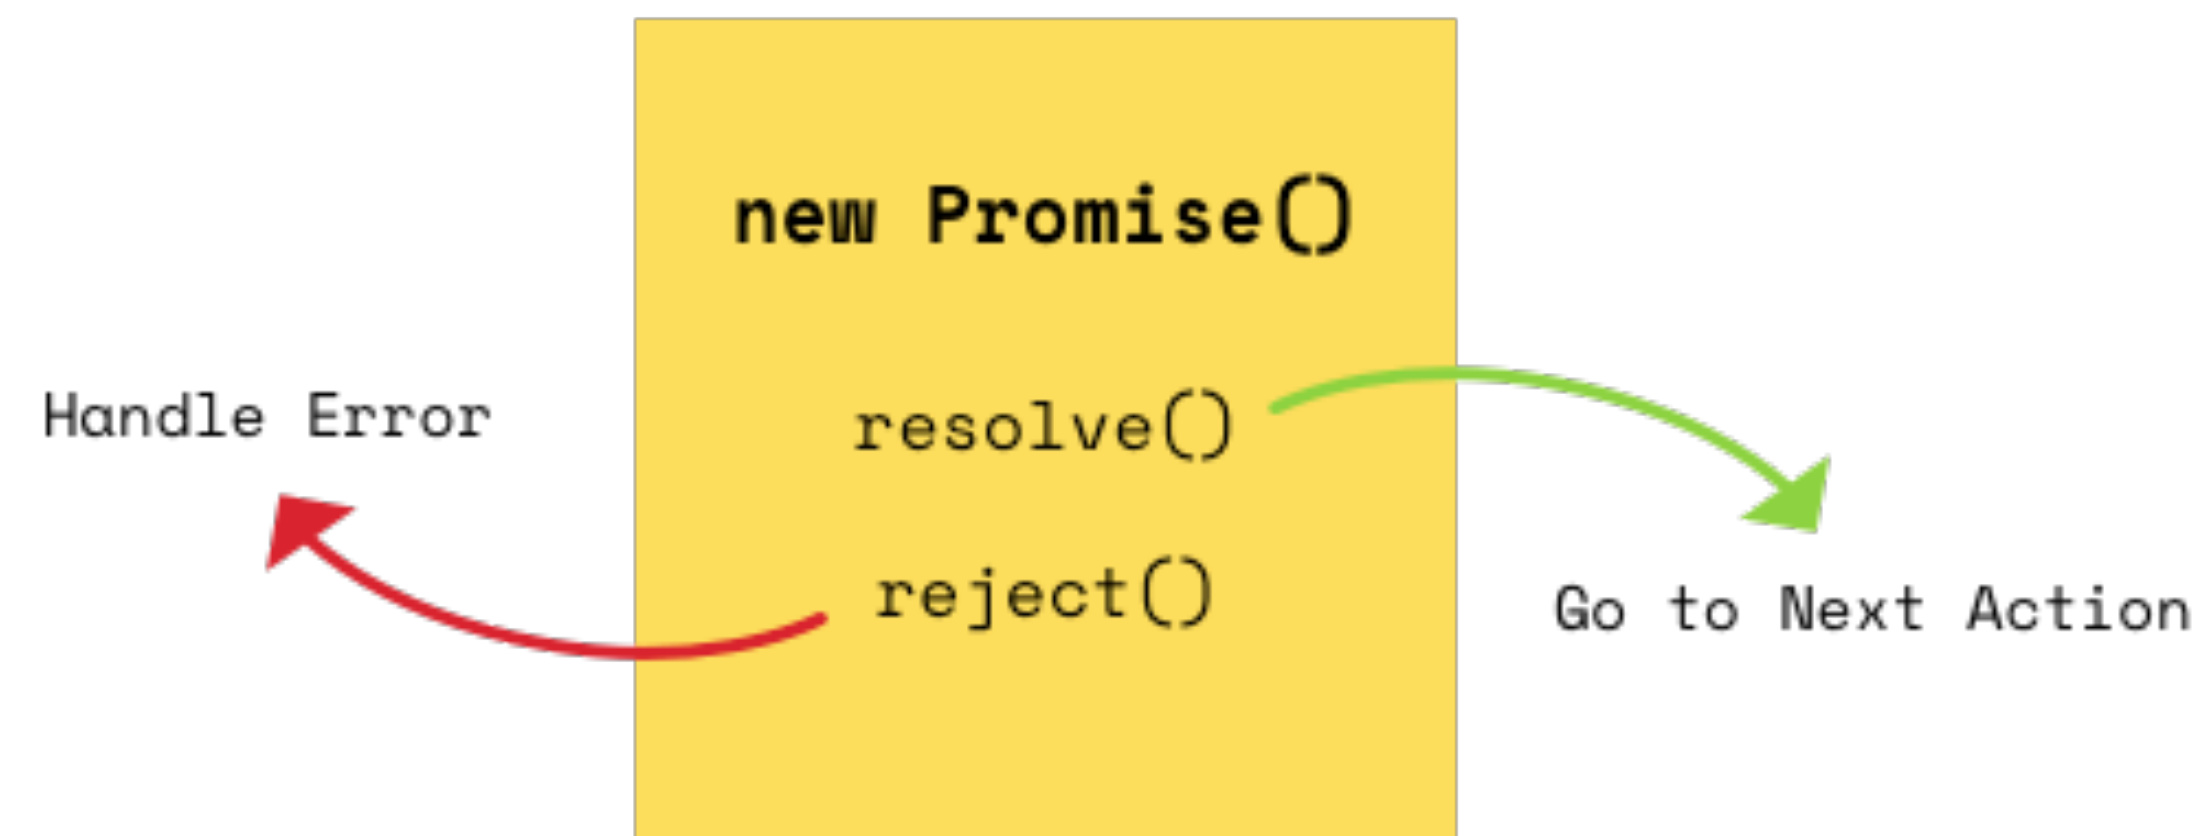 new Promise()
Handle Error
resolve()
reject()
Go to Next Action